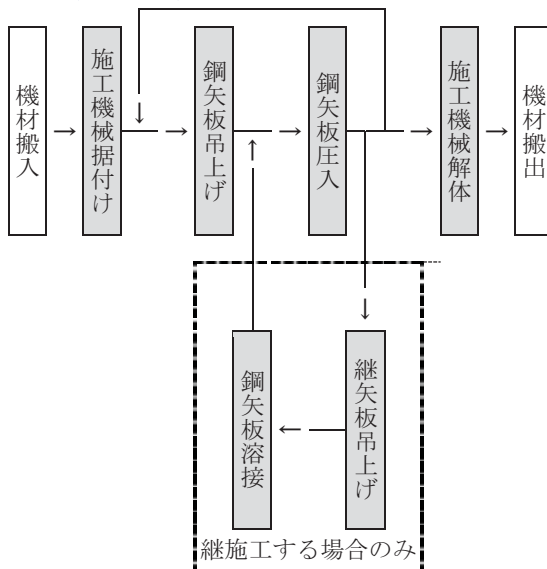 機材搬入
→
施工機械据付け
↓
→
鋼矢板吊上げ
↑
→
鋼矢板圧入
→
施工機械解体
→
機材搬出
↓
継矢板吊上げ
←
鋼矢板溶接
継施工する場合のみ